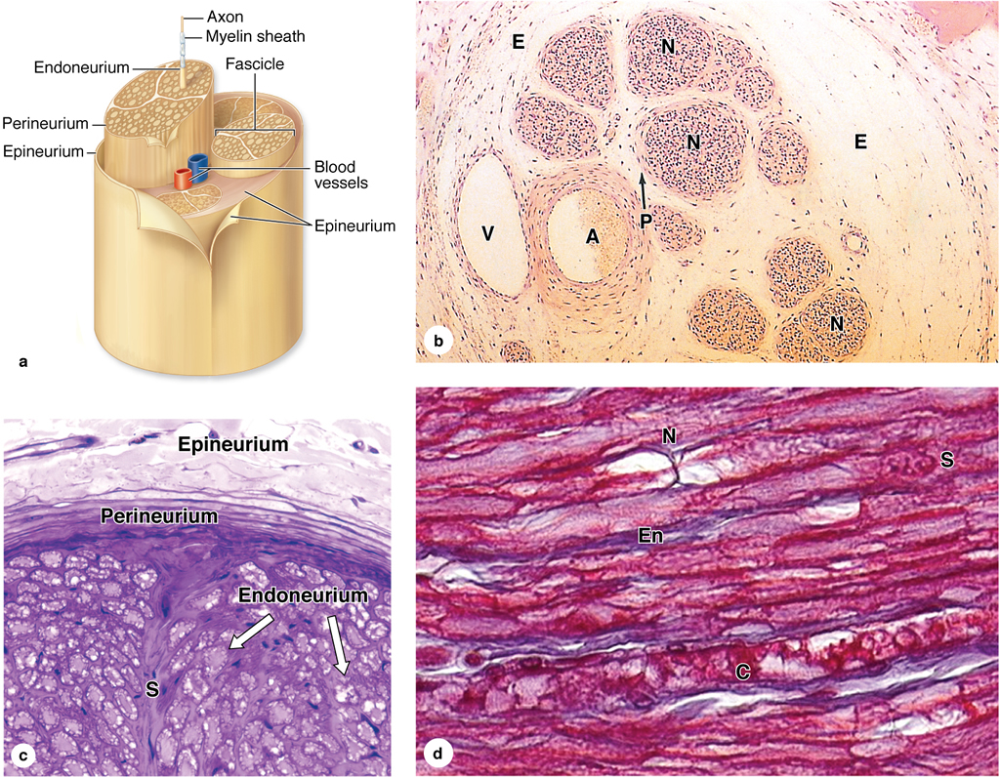 Axon
Myelin sheath
Endoneurium
Fascicle
Perineurium
Epineurium
Blood
vessels
Epineurium
a
E
N
N
E
P
V
A
N
b
Epineurium
Perineurium
Endoneurium
S
c
N
S
En
C
d